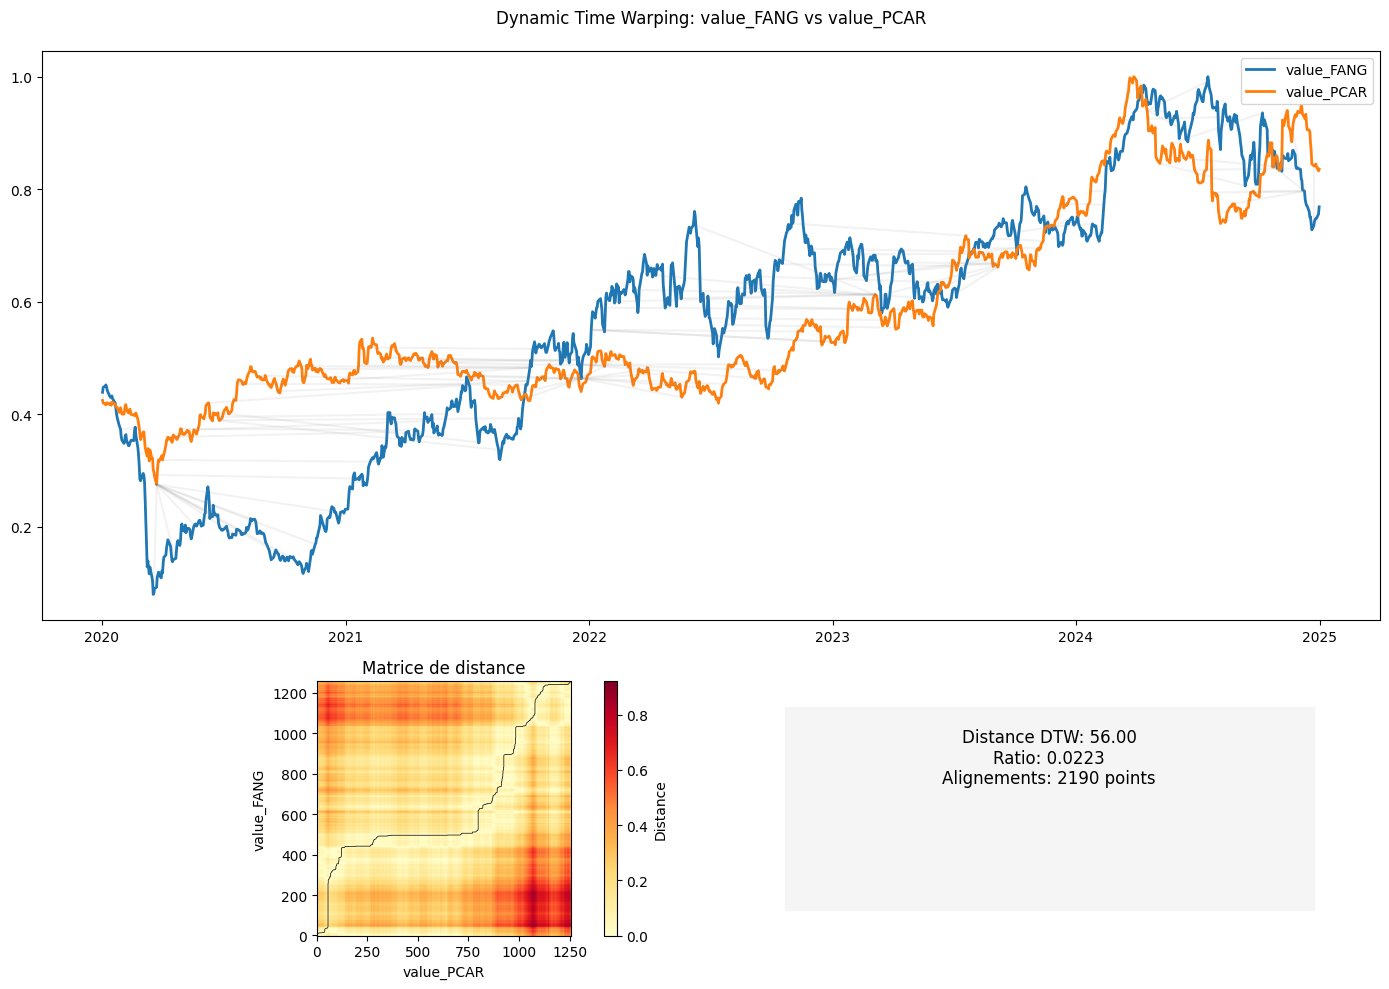 Dynamic Time Warping: value_FANG vs value_PCAR
value_FANG
value_PCAR
1.0
0.8
0.6
0.4
0.2
2020 2021 2022 2023 2024 2025
Matrice de distance
value_FANG
1200
1000
800
600
400
200
0
0 250 500 750 1000 1250
value_PCAR
0.8
0.6
0.4
0.2
0.0
Distance
Distance DTW: 56.00
Ratio: 0.0223
Alignements: 2190 points